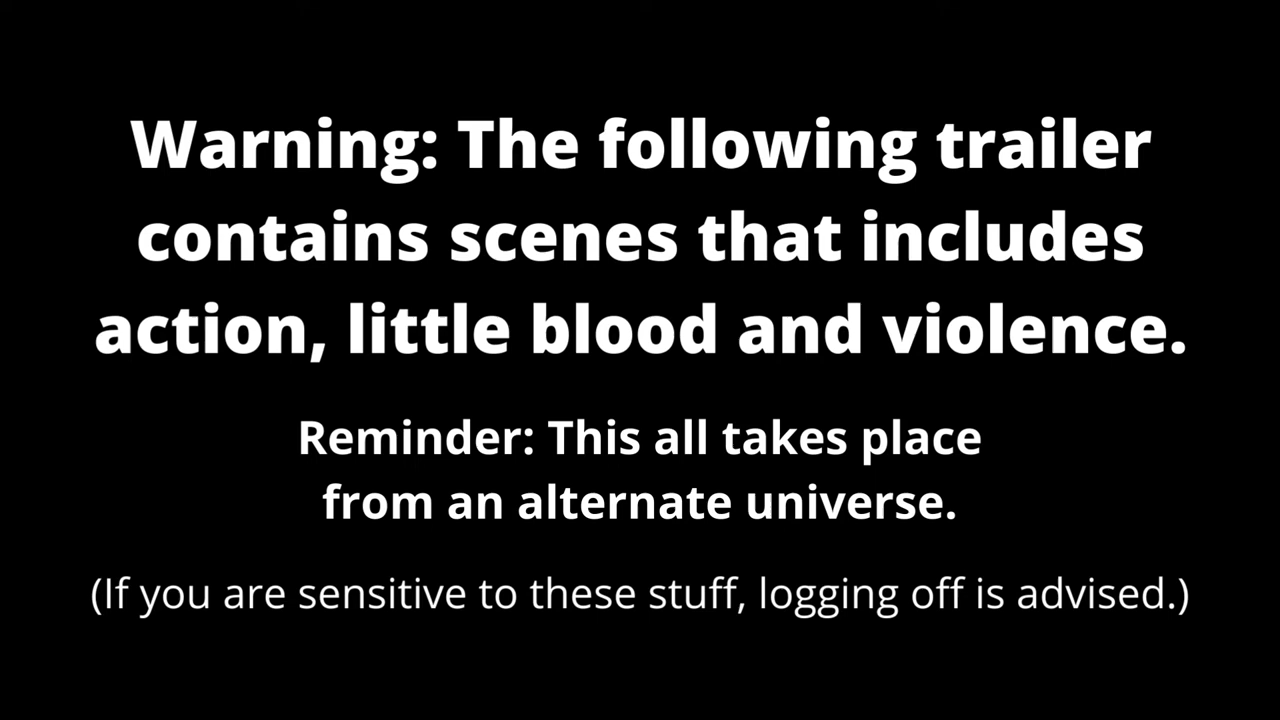 Warning: The following trailer
contains scenes that includes
action, little blood and violence.
Reminder: This all takes place
from an alternate universe.
(If you are sensitive to these stuff, logging off is advised.)